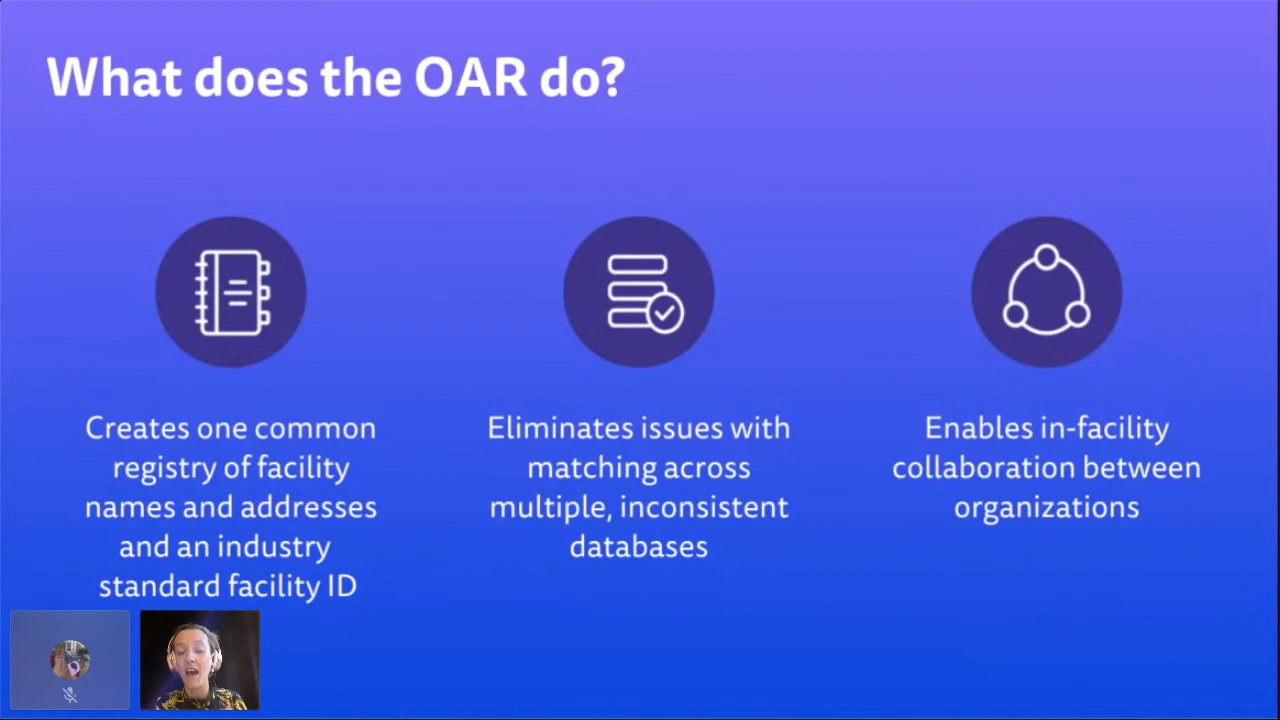 What does the OAR do?
Creates one common
registry of facility
names and addresses
and an industry
standard facility ID
Eliminates issues with
matching across
multiple, inconsistent
databases
Enables in-facility
collaboration between
organizations